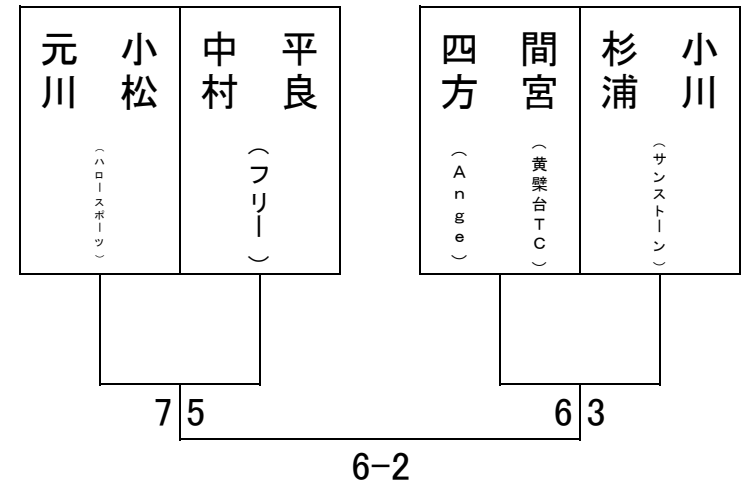 小松
元川
（ハロースポーツ）
平良
中村
（フリー）
間宮
（黄檗台TC）
四方
（Ange）
小川
杉浦
（サンストーン）
7 5
6 3
6-2